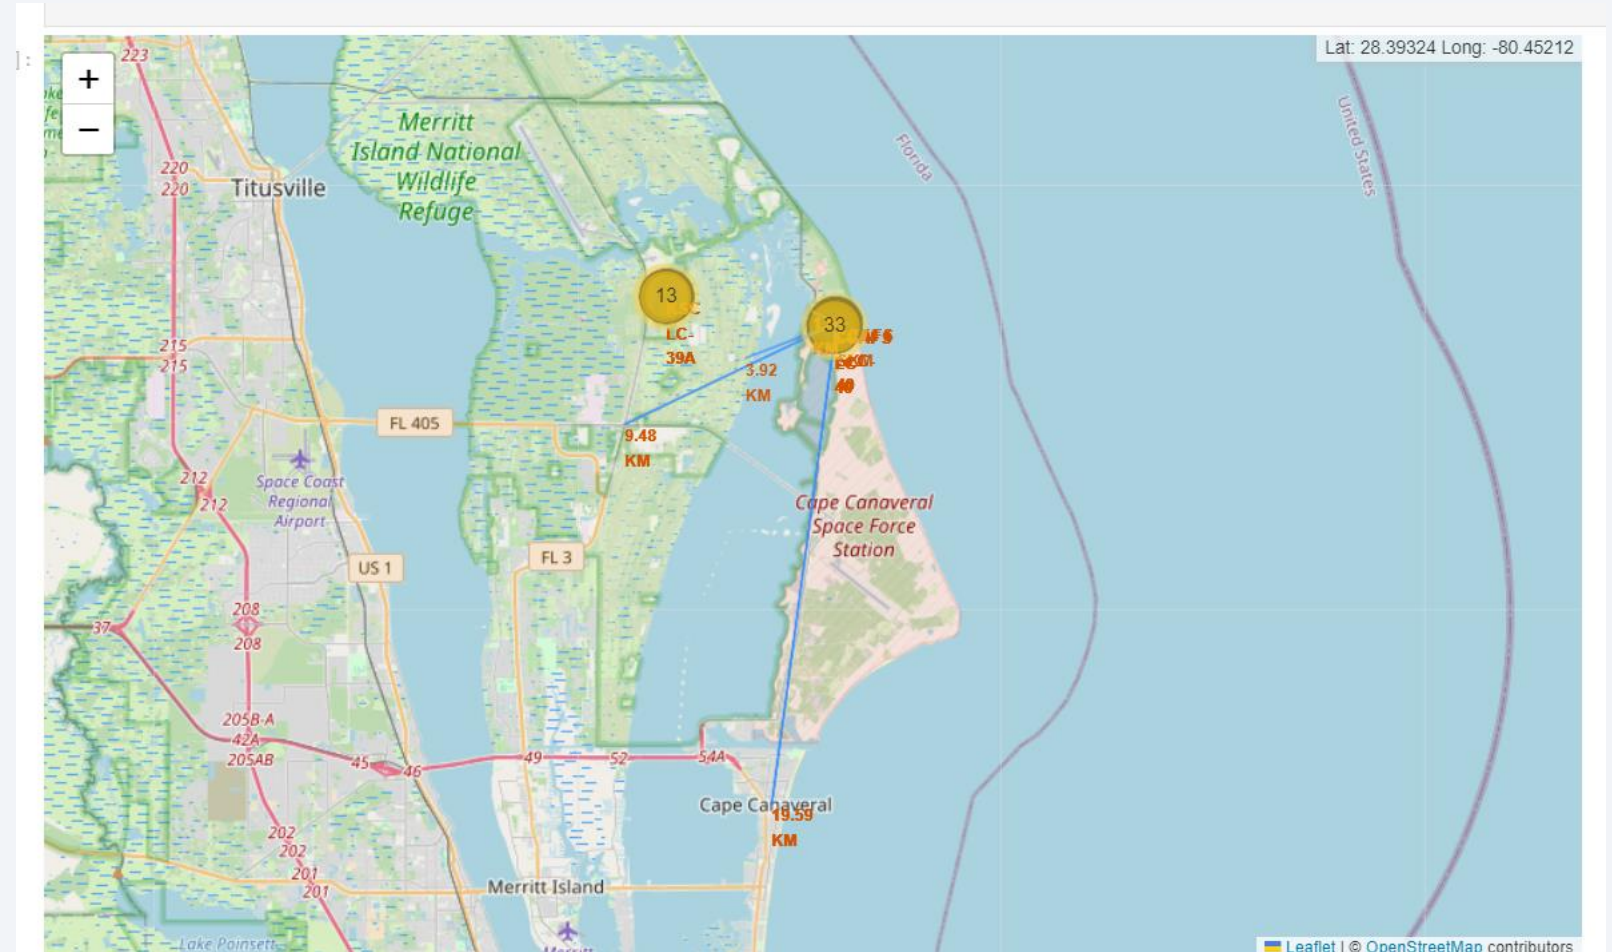 ]:
+
−
Lat: 28.39324 Long: -80.45212
223
Merritt
Island National
Wildlife
Refuge
Florida
United States
220
220
Titusville
13
LC-
39A
33
215
215
3.92
KM
FL 405
9.48
KM
212
212
Space Coast
Regional
Airport
Cape Canaveral
Space Force
Station
US 1
FL 3
208
208
37
205B-A
42A
205AB
45
46
49
52
54A
Cape Canaveral
19.59
KM
202
202
201
201
Merritt Island
Lake Poinsett
Merritt
Leaflet | © OpenStreetMap contributors